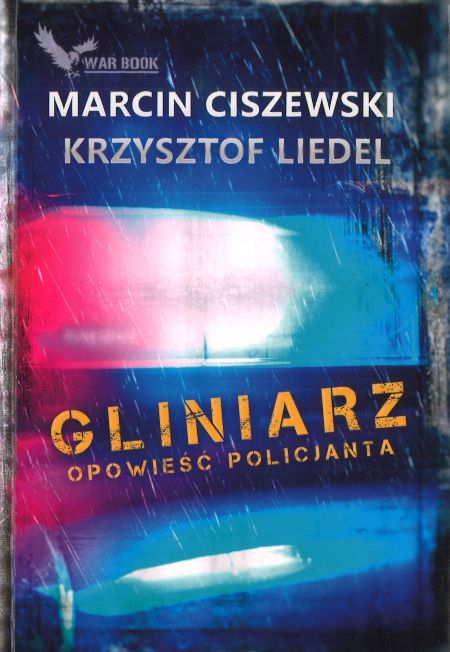 WAR BOOK
MARCIN CISZEWSKI
KRZYSZTOF LIEDEL
GLINIARZ
OPOWIEŚĆ POLICJANTA